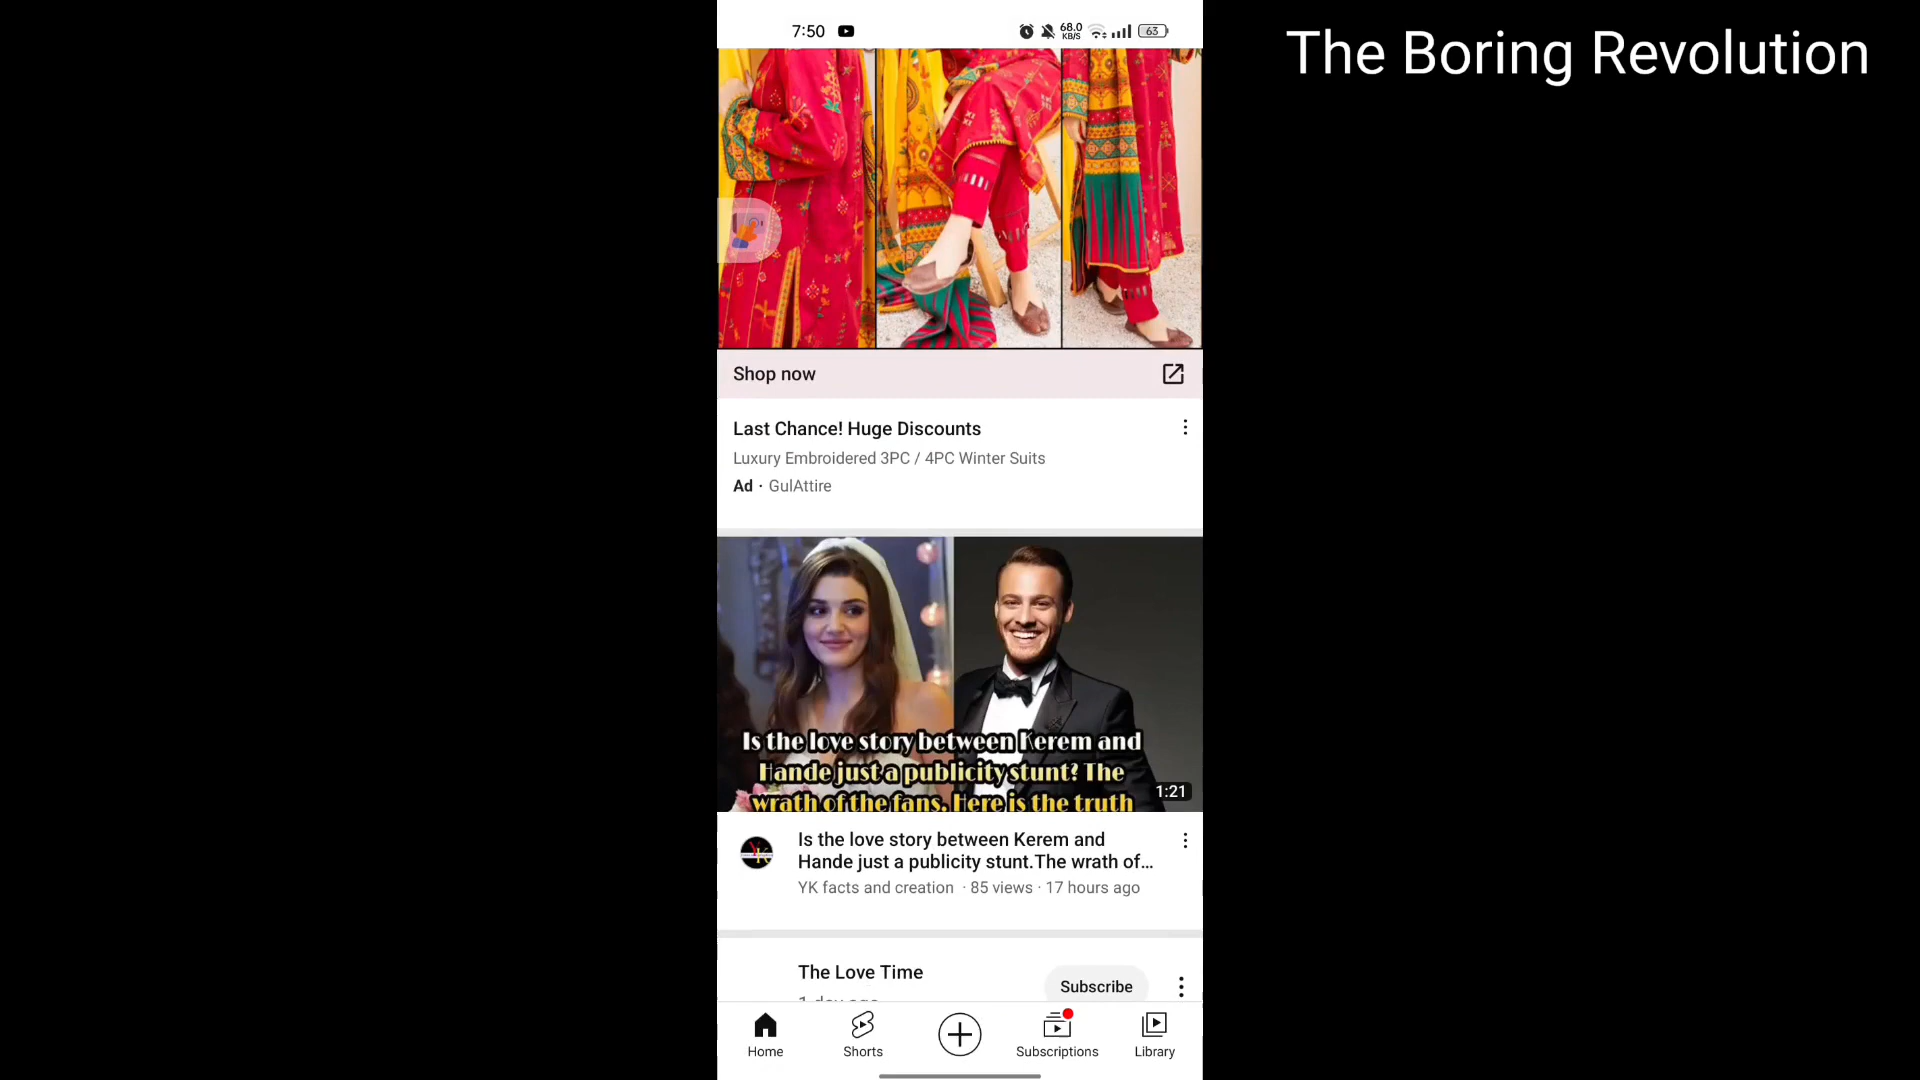 7:50
68.0
KB/S
63
The Boring Revolution
Shop now
Last Chance! Huge Discounts
Luxury Embroidered 3PC / 4PC Winter Suits
Ad · GulAttire
Is the love story between Kerem and
Hande just a publicity stunt? The
wrath of the fans. Here is the truth
1:21
YK
Is the love story between Kerem and
Hande just a publicity stunt.The wrath of...
YK facts and creation · 85 views · 17 hours ago
The Love Time
Subscribe
1 day ago
Home
Shorts
Subscriptions
Library